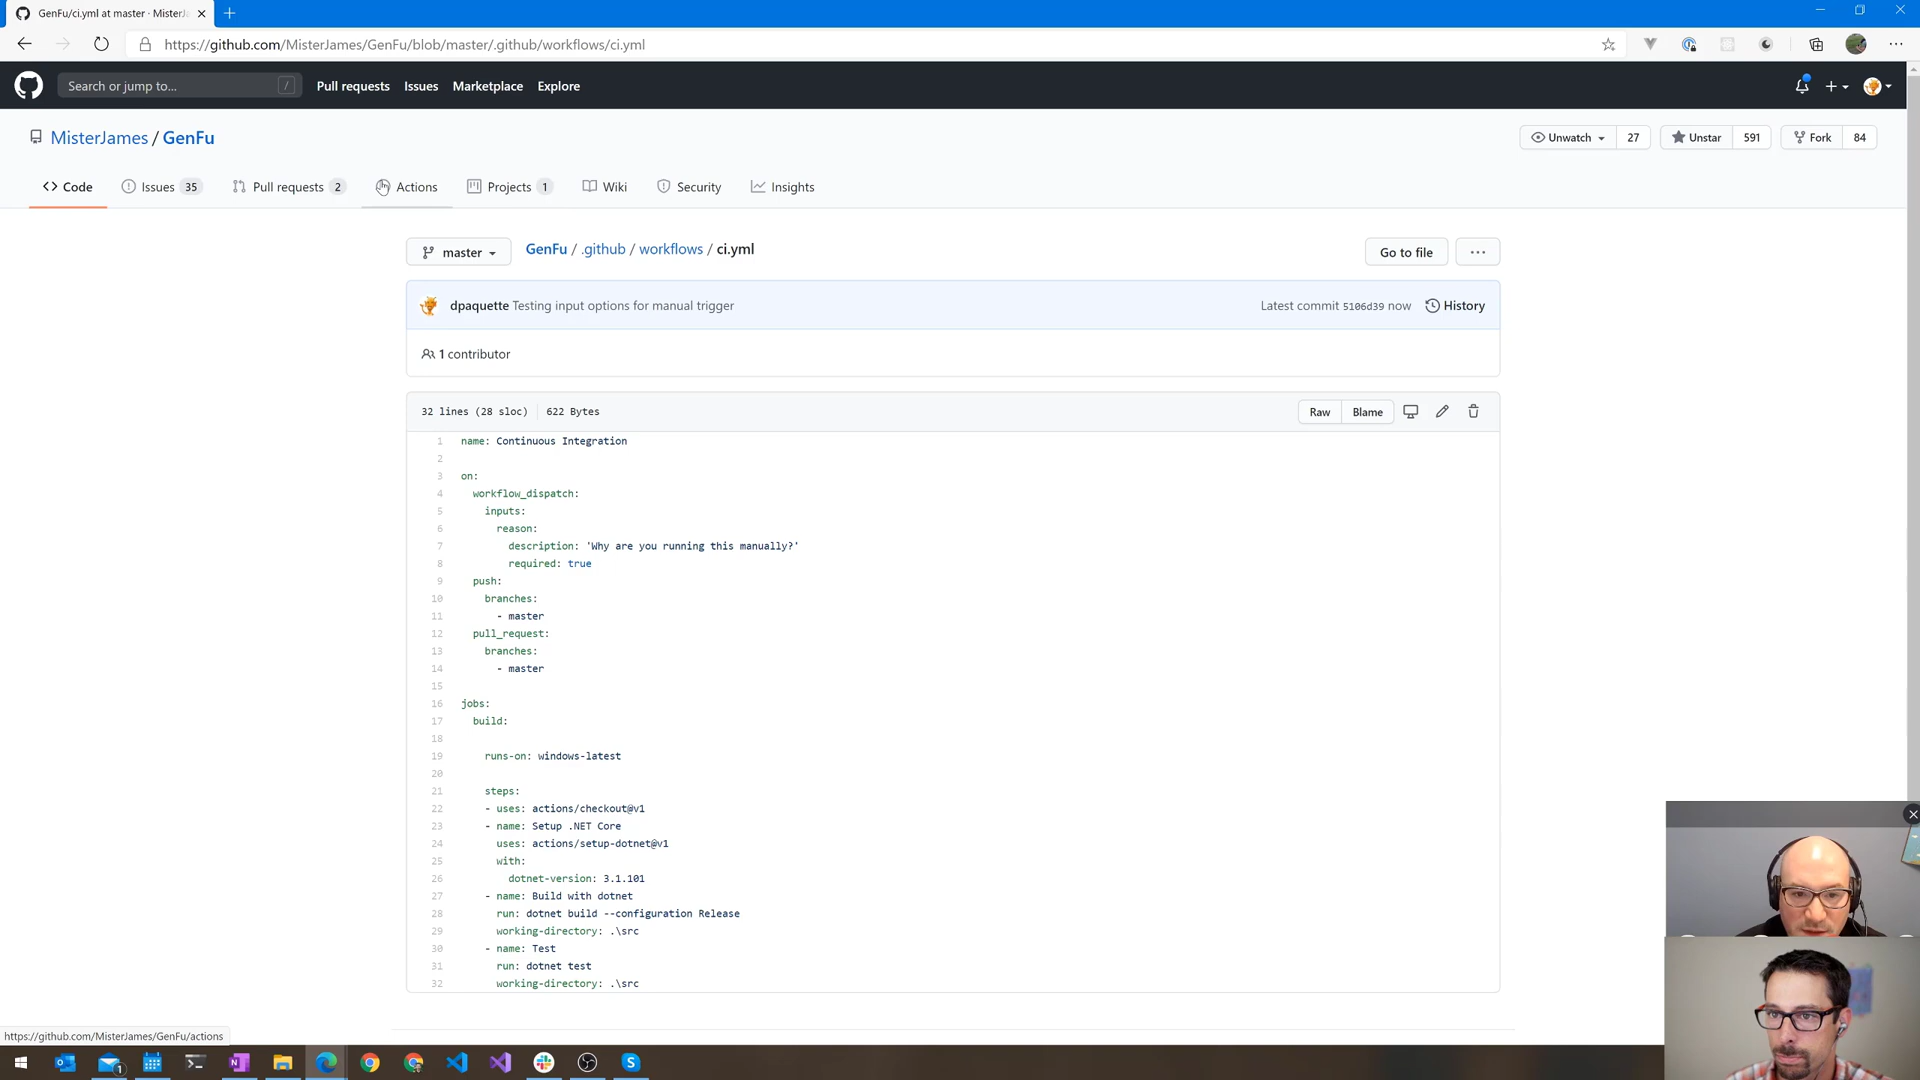 GenFu/ci.yml at master · MisterJ
https://github.com/MisterJames/GenFu/blob/master/.github/workflows/ci.yml
Search or jump to... /
Pull requests Issues Marketplace Explore
MisterJames / GenFu
Unwatch 27 Unstar 591 Fork 84
Code Issues 35 Pull requests 2 Actions Projects 1 Wiki Security Insights
master GenFu / .github / workflows / ci.yml Go to file ...
dpaquette Testing input options for manual trigger Latest commit 5106d39 now History
1 contributor
32 lines (28 sloc) 622 Bytes Raw Blame
1 name: Continuous Integration
2
3 on:
4 workflow_dispatch:
5 inputs:
6 reason:
7 description: 'Why are you running this manually?'
8 required: true
9 push:
10 branches:
11 - master
12 pull_request:
13 branches:
14 - master
15
16 jobs:
17 build:
18
19 runs-on: windows-latest
20
21 steps:
22 - uses: actions/checkout@v1
23 - name: Setup .NET Core
24 uses: actions/setup-dotnet@v1
25 with:
26 dotnet-version: 3.1.101
27 - name: Build with dotnet
28 run: dotnet build --configuration Release
29 working-directory: .\src
30 - name: Test
31 run: dotnet test
32 working-directory: .\src
https://github.com/MisterJames/GenFu/actions
1